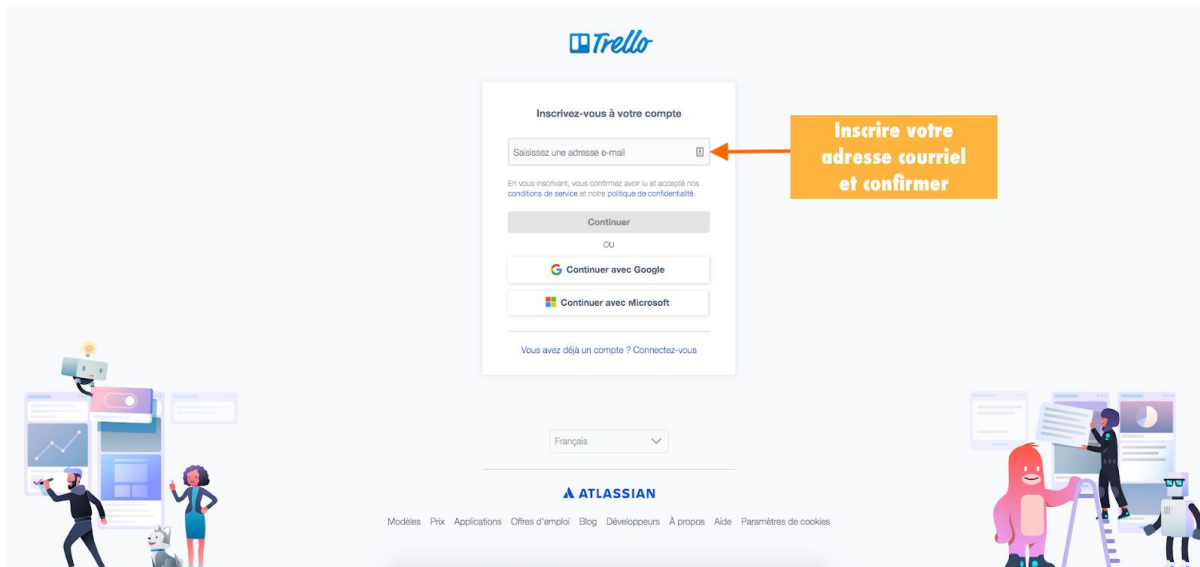 Trello
Inscrivez-vous à votre compte
Saisissez une adresse e-mail
Inscrire votre
adresse courriel
et confirmer
En vous inscrivant, vous confirmez avoir lu et accepté nos
conditions de service et notre politique de confidentialité.
Continuer
OU
Continuer avec Google
Continuer avec Microsoft
Vous avez déjà un compte ? Connectez-vous
Français
ATLASSIAN
Modèles Prix Applications Offres d'emploi Blog Développeurs À propos Aide Paramètres de cookies